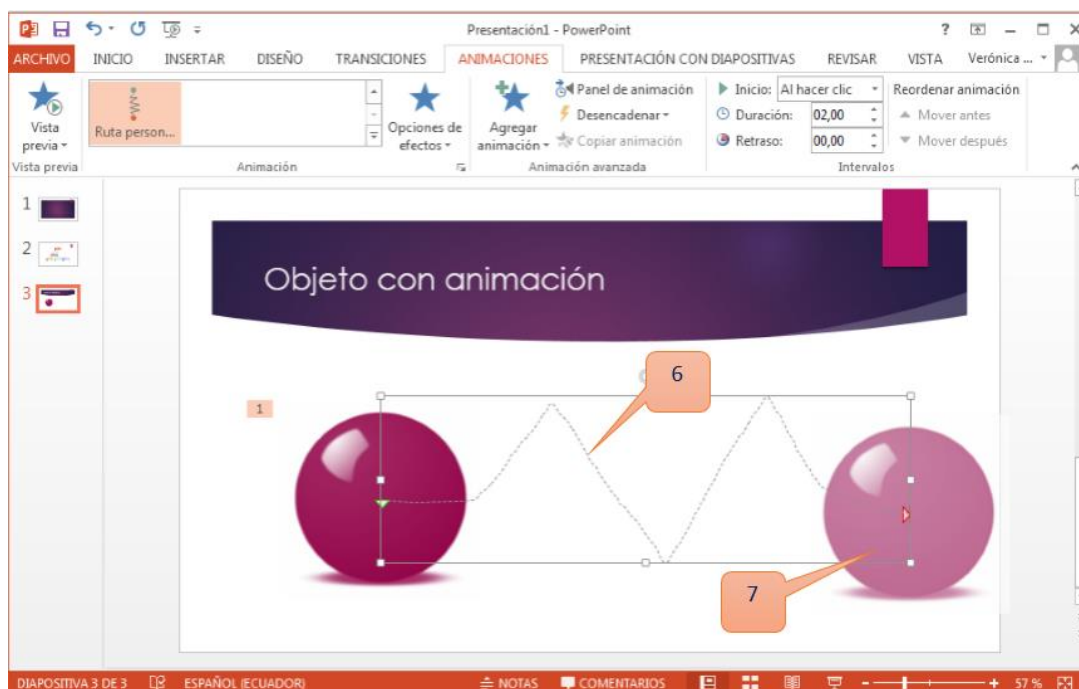 Presentación1 - PowerPoint
ARCHIVO INICIO INSERTAR DISEÑO TRANSICIONES ANIMACIONES PRESENTACIÓN CON DIAPOSITIVAS REVISAR VISTA Verónica ...
Vista previa
Ruta person...
Opciones de efectos
Agregar animación
Panel de animación
Desencadenar
Copiar animación
Inicio: Al hacer clic
Duración: 02,00
Retraso: 00,00
Reordenar animación
Mover antes
Mover después
Vista previa Animación Animación avanzada Intervalos
1
2
3
Objeto con animación
6
1
7
DIAPOSITIVA 3 DE 3 ESPAÑOL (ECUADOR) NOTAS COMENTARIOS 57 %